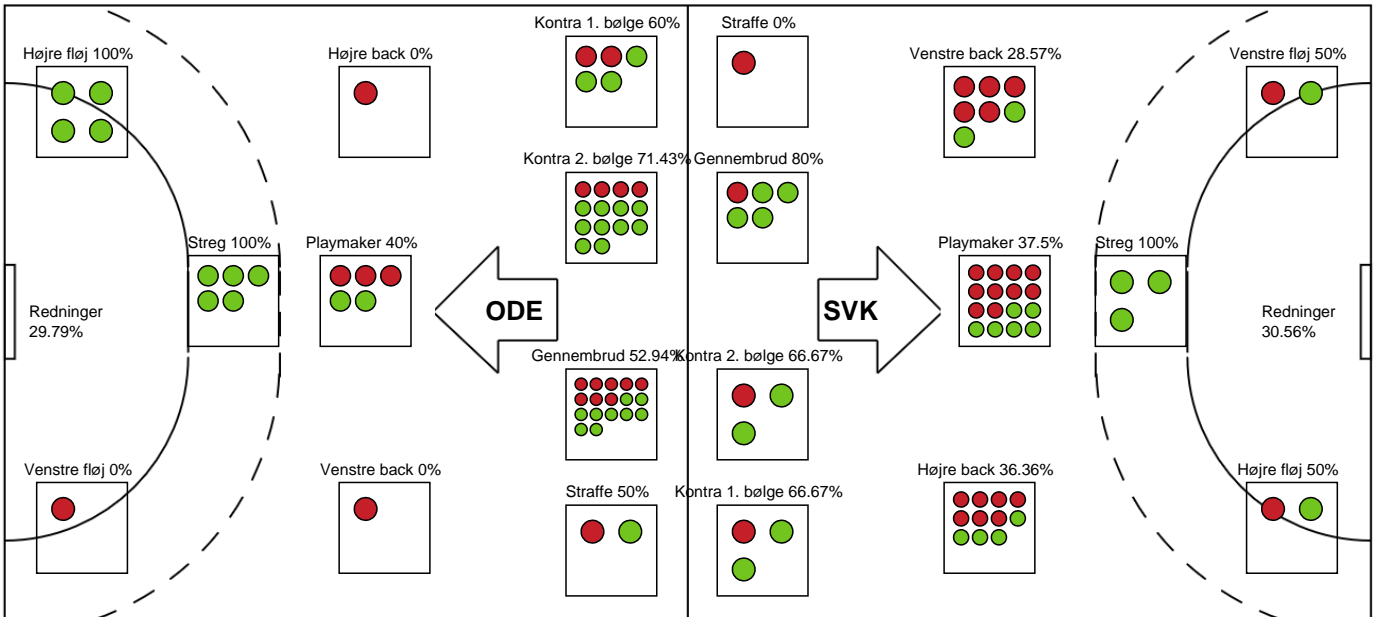 Kontra 1. bølge 60%
Straffe 0%
Højre fløj 100%
Højre back 0%
Venstre back 28.57%
Venstre fløj 50%
Kontra 2. bølge 71.43%
Gennembrud 80%
Streg 100%
Playmaker 40%
Playmaker 37.5%
Streg 100%
Redninger
29.79%
ODE
SVK
Redninger
30.56%
Gennembrud 52.94%
Kontra 2. bølge 66.67%
Venstre fløj 0%
Venstre back 0%
Højre back 36.36%
Højre fløj 50%
Straffe 50%
Kontra 1. bølge 66.67%